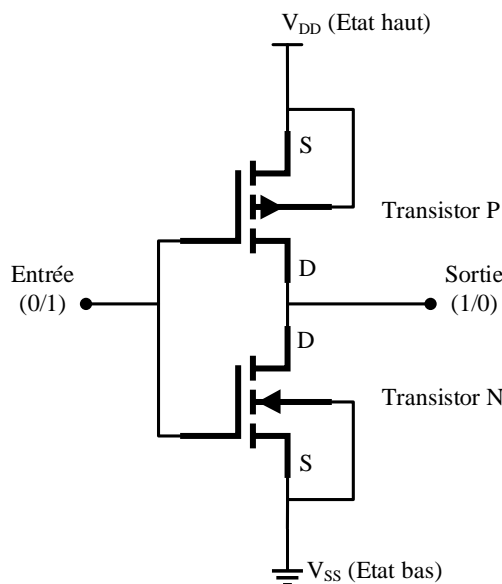 V_DD (Etat haut)
S
Transistor P
D
Entrée
(0/1)
Sortie
(1/0)
D
Transistor N
S
V_SS (Etat bas)